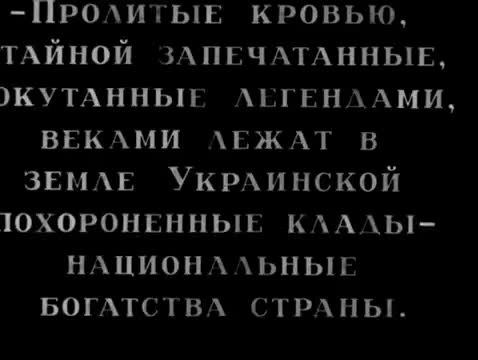 -Пролитые кровью,
тайной запечатанные,
окутанные легендами,
веками лежат в
земле Украинской
похороненные клады-
национальные
богатства страны.